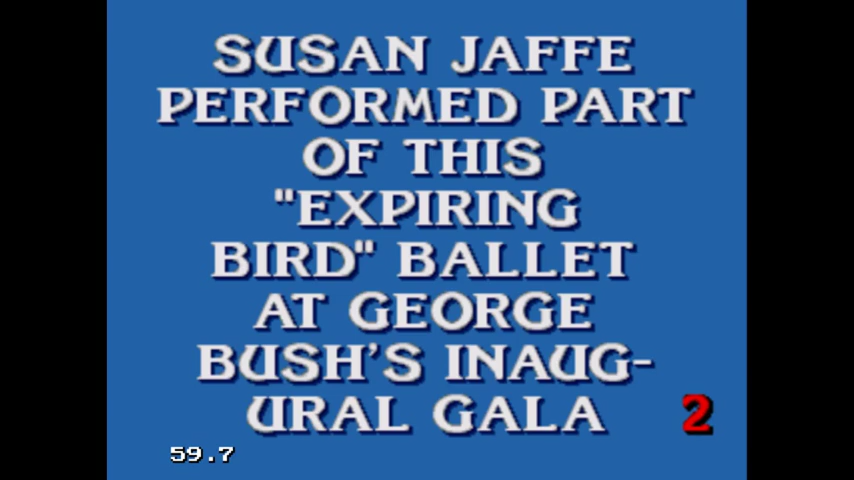 SUSAN JAFFE
PERFORMED PART
OF THIS
"EXPIRING
BIRD" BALLET
AT GEORGE
BUSH'S INAUG-
URAL GALA
2
59.7